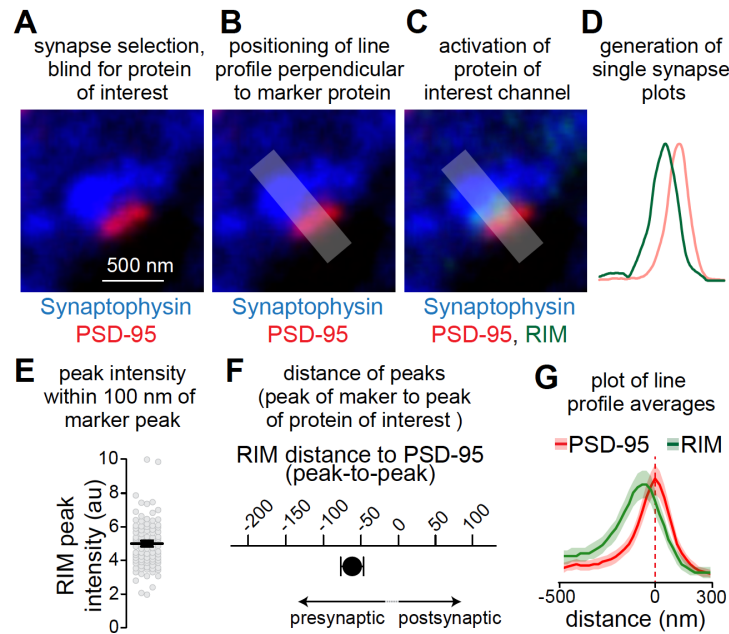 A
synapse selection,
blind for protein
of interest
500 nm
Synaptophysin
PSD-95
B
positioning of line
profile perpendicular
to marker protein
Synaptophysin
PSD-95
C
activation of
protein of
interest channel
Synaptophysin
PSD-95, RIM
D
generation of
single synapse
plots
E
peak intensity
within 100 nm of
marker peak
RIM peak
intensity (au)
10
8
6
4
2
0
F
distance of peaks
(peak of maker to peak
of protein of interest )
RIM distance to PSD-95
(peak-to-peak)
-200
-150
-100
-50
0
50
100
presynaptic
postsynaptic
G
plot of line
profile averages
PSD-95
RIM
-500
0
300
distance (nm)